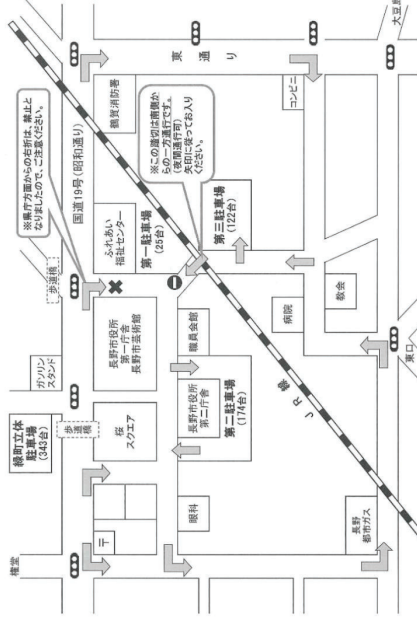 権堂
緑町立体
駐車場
(343台)
歩道橋
ガソリン
スタンド
歩道橋
※県庁方面からの右折は、禁止と
なりましたので、ご注意ください。
国道19号(昭和通り)
鶴賀消防署
東通り
大豆島
〒
桜
スクエア
長野市役所
第一庁舎
長野市芸術館
ふれあい
福祉センター
第一駐車場
(25台)
※この踏切は南側か
らの一方通行です。
(夜間通行可)
矢印に従ってお入り
ください。
コンビニ
眼科
長野市役所
第二庁舎
第二駐車場
(174台)
職員会館
第三駐車場
(122台)
病院
教会
JR線
長野
都市ガス
東口